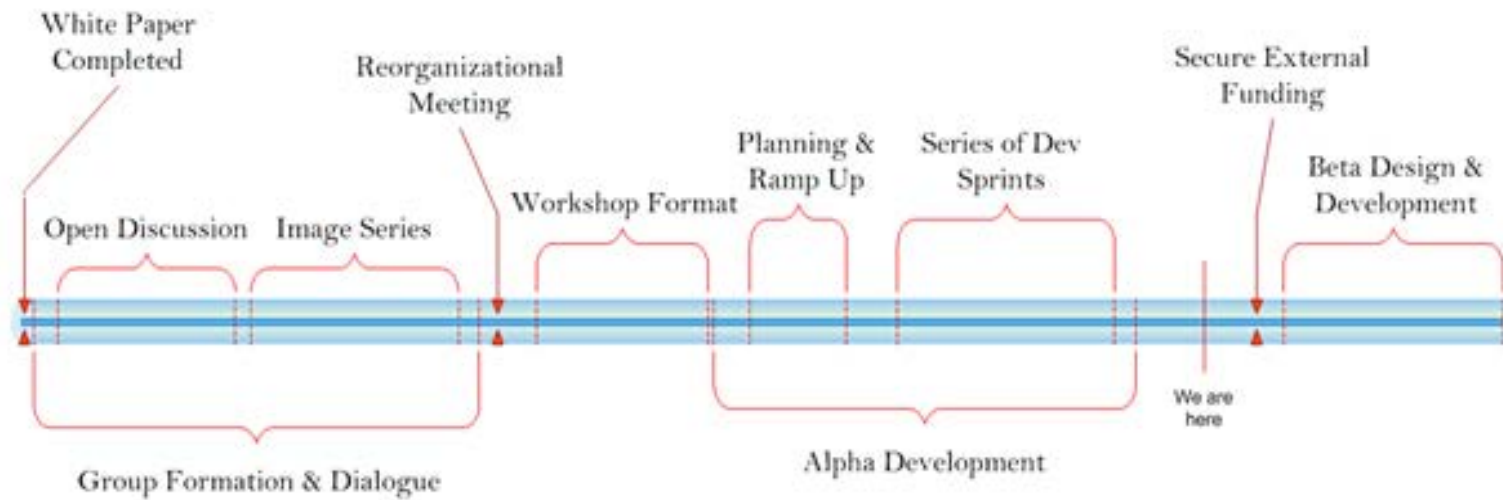 White Paper
Completed
Reorganizational
Meeting
Secure External
Funding
Planning &
Ramp Up
Series of Dev
Sprints
Beta Design &
Development
Workshop Format
Open Discussion
Image Series
We are
here
Alpha Development
Group Formation & Dialogue